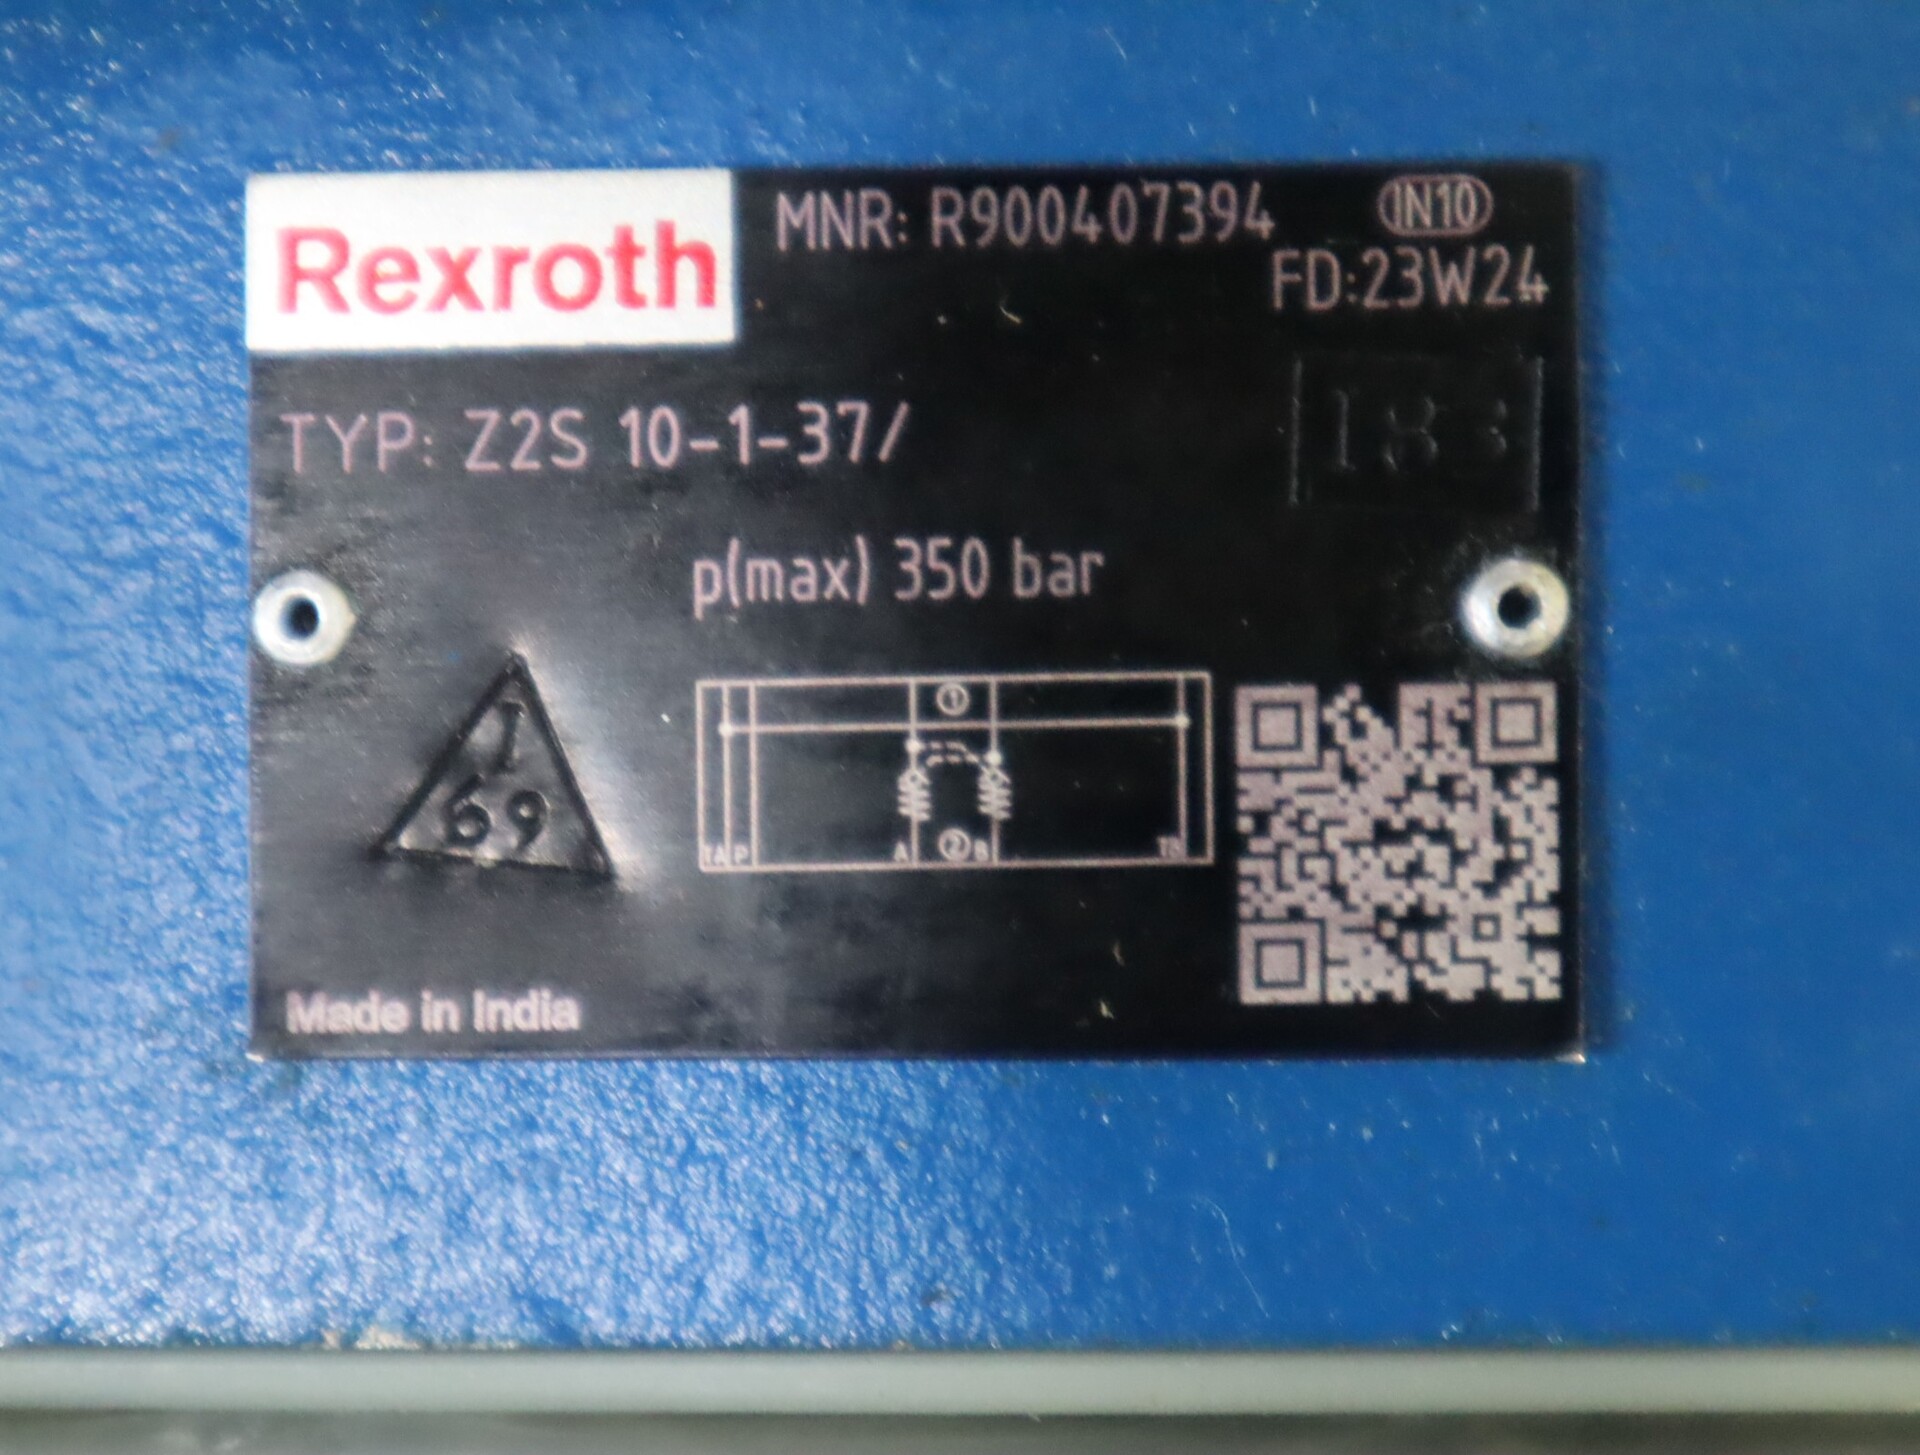 Rexroth
MNR: R900407394
IN10
FD:23W24
TYP: Z2S 10-1-37/
183
p(max) 350 bar
1
69
①
TA P A ② B TB
Made in India